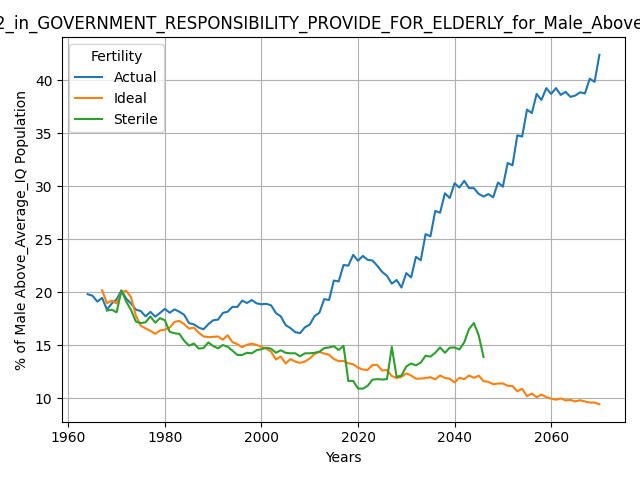 2_in_GOVERNMENT_RESPONSIBILITY_PROVIDE_FOR_ELDERLY_for_Male_Above
Fertility
Actual
Ideal
Sterile
% of Male Above_Average_IQ Population
40
35
30
25
20
15
10
1960
1980
2000
2020
2040
2060
Years